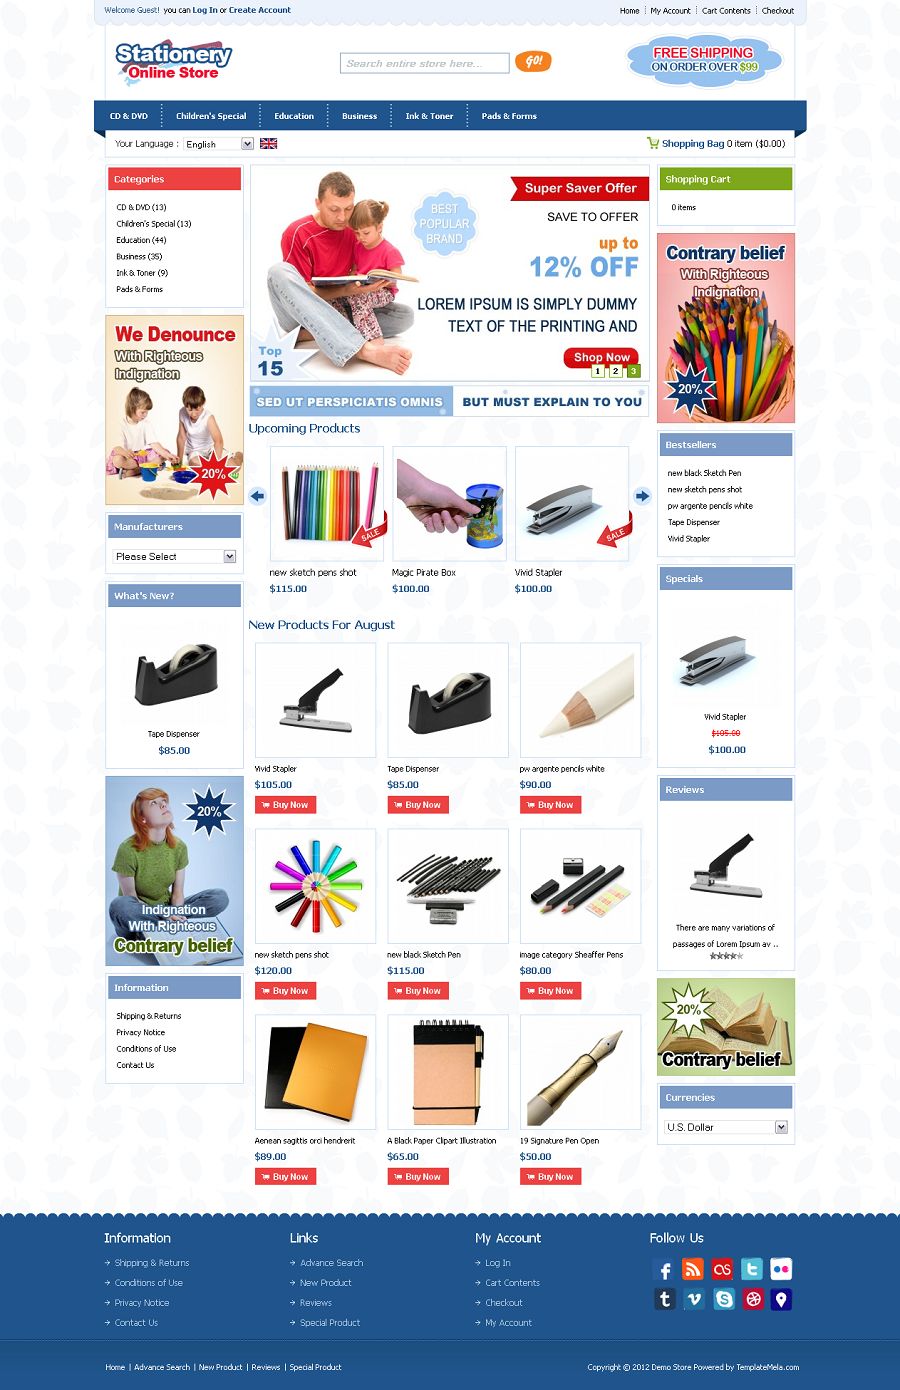 Welcome Guest! you can Log In or Create Account
Home My Account Cart Contents Checkout
Stationery
Online Store
Search entire store here...
GO!
FREE SHIPPING
ON ORDER OVER $99
CD & DVD Children's Special Education Business Ink & Toner Pads & Forms
Your Language : English
Shopping Bag 0 item ($0.00)
Categories
CD & DVD (13)
Children's Special (13)
Education (44)
Business (35)
Ink & Toner (9)
Pads & Forms
We Denounce
With Righteous
Indignation
20%
Manufacturers
Please Select
What's New?
Tape Dispenser
$85.00
20%
Indignation
With Righteous
Contrary belief
Information
Shipping & Returns
Privacy Notice
Conditions of Use
Contact Us
BEST
POPULAR
BRAND
Super Saver Offer
SAVE TO OFFER
up to
12% OFF
LOREM IPSUM IS SIMPLY DUMMY
TEXT OF THE PRINTING AND
Top
15
Shop Now
1 2 3
SED UT PERSPICIATIS OMNIS
BUT MUST EXPLAIN TO YOU
Upcoming Products
SALE
SALE
new sketch pens shot
$115.00
Magic Pirate Box
$100.00
Vivid Stapler
$100.00
New Products For August
Vivid Stapler
$105.00
Buy Now
Tape Dispenser
$85.00
Buy Now
pw argente pencils white
$90.00
Buy Now
new sketch pens shot
$120.00
Buy Now
new black Sketch Pen
$115.00
Buy Now
image category Sheaffer Pens
$80.00
Buy Now
Aenean sagittis orci hendrerit
$89.00
Buy Now
A Black Paper Clipart Illustration
$65.00
Buy Now
19 Signature Pen Open
$50.00
Buy Now
Shopping Cart
0 items
Contrary belief
With Righteous
Indignation
20%
Bestsellers
new black Sketch Pen
new sketch pens shot
pw argente pencils white
Tape Dispenser
Vivid Stapler
Specials
Vivid Stapler
$105.00
$100.00
Reviews
There are many variations of
passages of Lorem Ipsum av ..
20%
Contrary belief
Currencies
U.S. Dollar
Information
Shipping & Returns
Conditions of Use
Privacy Notice
Contact Us
Links
Advance Search
New Product
Reviews
Special Product
My Account
Log In
Cart Contents
Checkout
My Account
Follow Us
Home | Advance Search | New Product | Reviews | Special Product
Copyright © 2012 Demo Store Powered by TemplateMela.com